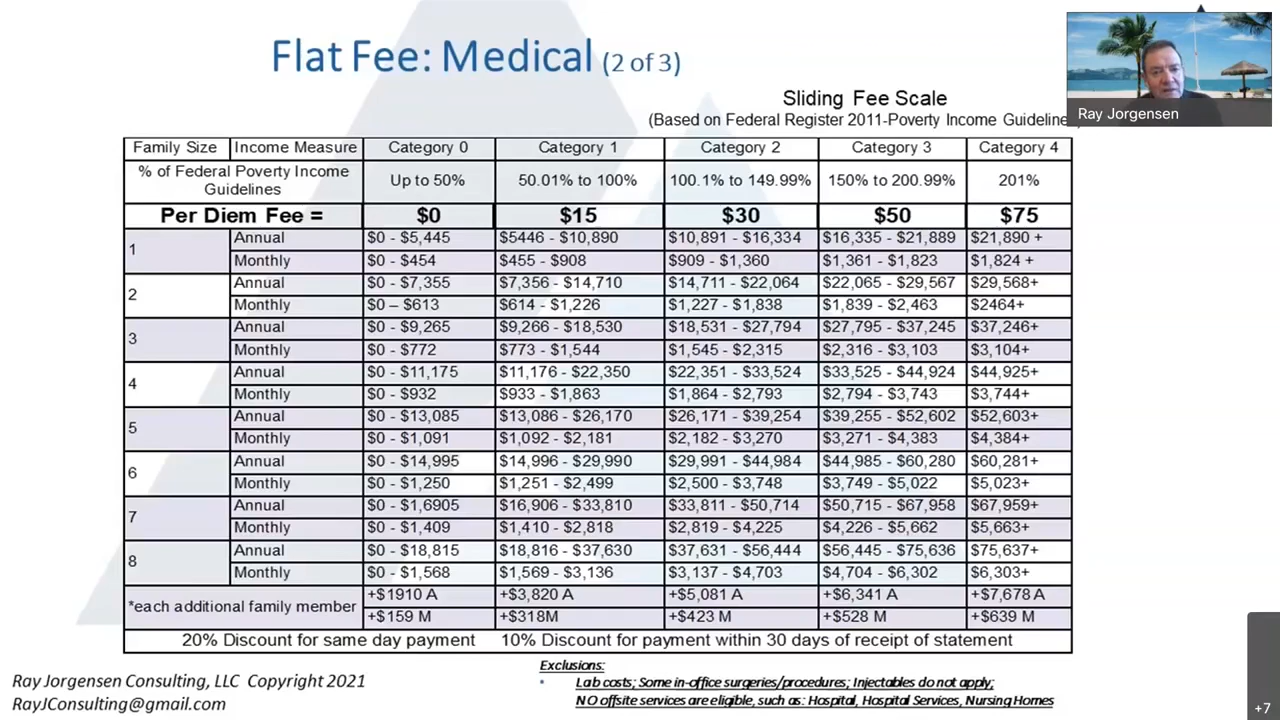 Flat Fee: Medical (2 of 3)
Ray Jorgensen
Sliding Fee Scale
(Based on Federal Register 2011-Poverty Income Guideline
Family Size Income Measure Category 0 Category 1 Category 2 Category 3 Category 4
% of Federal Poverty Income Guidelines Up to 50% 50.01% to 100% 100.1% to 149.99% 150% to 200.99% 201%
Per Diem Fee = $0 $15 $30 $50 $75
1 Annual $0 - $5,445 $5446 - $10,890 $10,891 - $16,334 $16,335 - $21,889 $21,890 +
Monthly $0 - $454 $455 - $908 $909 - $1,360 $1,361 - $1,823 $1,824 +
2 Annual $0 - $7,355 $7,356 - $14,710 $14,711 - $22,064 $22,065 - $29,567 $29,568+
Monthly $0 – $613 $614 - $1,226 $1,227 - $1,838 $1,839 - $2,463 $2464+
3 Annual $0 - $9,265 $9,266 - $18,530 $18,531 - $27,794 $27,795 - $37,245 $37,246+
Monthly $0 - $772 $773 - $1,544 $1,545 - $2,315 $2,316 - $3,103 $3,104+
4 Annual $0 - $11,175 $11,176 - $22,350 $22,351 - $33,524 $33,525 - $44,924 $44,925+
Monthly $0 - $932 $933 - $1,863 $1,864 - $2,793 $2,794 - $3,743 $3,744+
5 Annual $0 - $13,085 $13,086 - $26,170 $26,171 - $39,254 $39,255 - $52,602 $52,603+
Monthly $0 - $1,091 $1,092 - $2,181 $2,182 - $3,270 $3,271 - $4,383 $4,384+
6 Annual $0 - $14,995 $14,996 - $29,990 $29,991 - $44,984 $44,985 - $60,280 $60,281+
Monthly $0 - $1,250 $1,251 - $2,499 $2,500 - $3,748 $3,749 - $5,022 $5,023+
7 Annual $0 - $1,6905 $16,906 - $33,810 $33,811 - $50,714 $50,715 - $67,958 $67,959+
Monthly $0 - $1,409 $1,410 - $2,818 $2,819 - $4,225 $4,226 - $5,662 $5,663+
8 Annual $0 - $18,815 $18,816 - $37,630 $37,631 - $56,444 $56,445 - $75,636 $75,637+
Monthly $0 - $1,568 $1,569 - $3,136 $3,137 - $4,703 $4,704 - $6,302 $6,303+
*each additional family member +$1910 A +$3,820 A +$5,081 A +$6,341 A +$7,678 A
+$159 M +$318M +$423 M +$528 M +$639 M
20% Discount for same day payment 10% Discount for payment within 30 days of receipt of statement
Exclusions:
• Lab costs; Some in-office surgeries/procedures; Injectables do not apply;
NO offsite services are eligible, such as: Hospital, Hospital Services, Nursing Homes
Ray Jorgensen Consulting, LLC Copyright 2021
RayJConsulting@gmail.com
+7